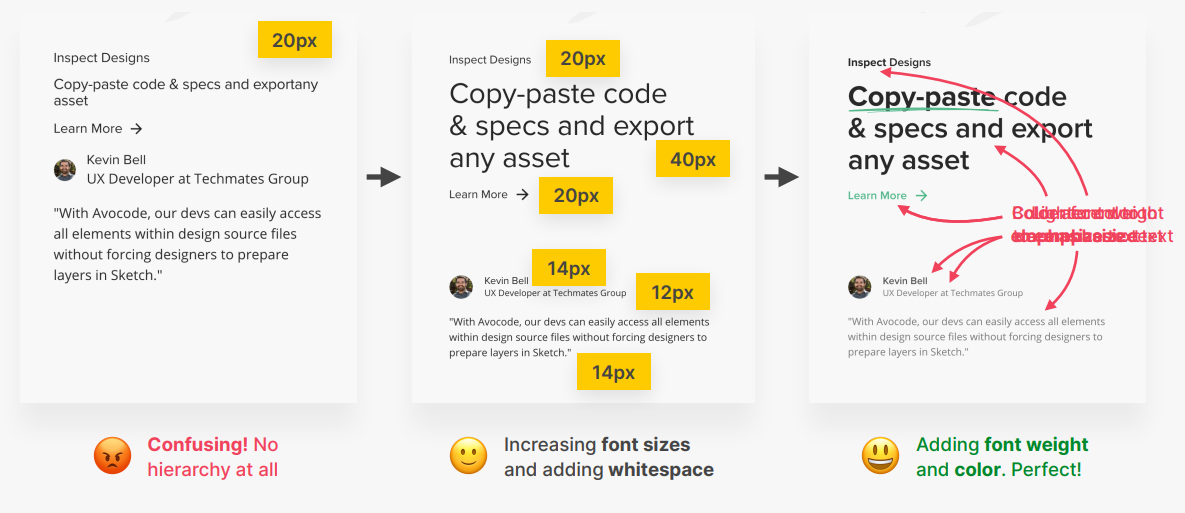 20px
Inspect Designs
Copy-paste code & specs and exportany
asset
Learn More
Kevin Bell
UX Developer at Techmates Group
"With Avocode, our devs can easily access
all elements within design source files
without forcing designers to prepare
layers in Sketch."
Confusing! No
hierarchy at all
Inspect Designs
20px
Copy-paste code
& specs and export
any asset
40px
Learn More
20px
14px
Kevin Bell
UX Developer at Techmates Group
12px
"With Avocode, our devs can easily access all elements
within design source files without forcing designers to
prepare layers in Sketch."
14px
Increasing font sizes
and adding whitespace
Inspect Designs
Copy-paste code
& specs and export
any asset
Learn More
Kevin Bell
UX Developer at Techmates Group
"With Avocode, our devs can easily access all elements
within design source files without forcing designers to
prepare layers in Sketch."
Adding font weight
and color. Perfect!